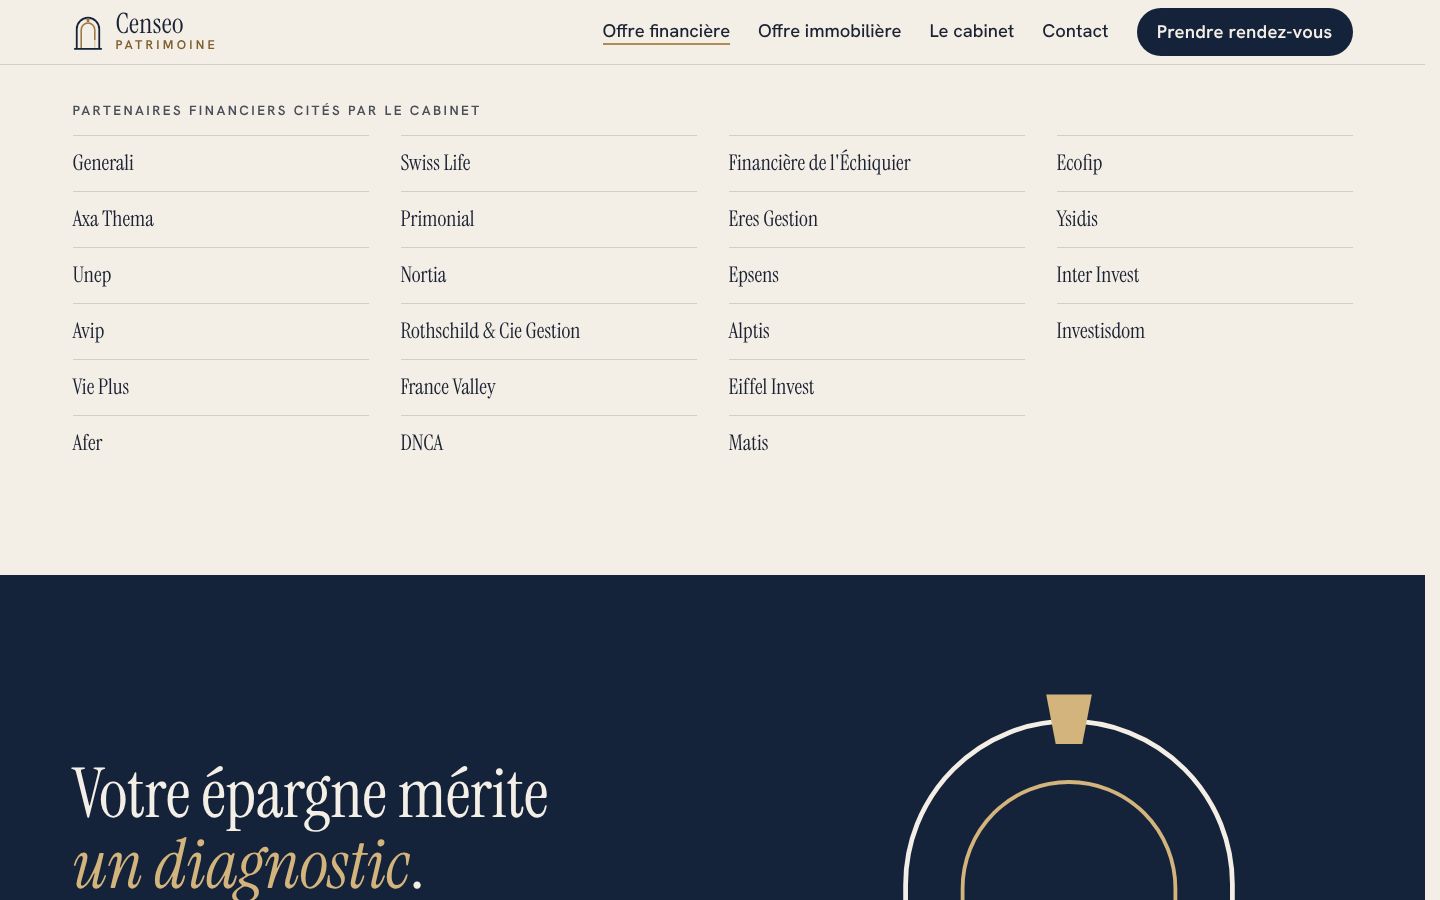 Censeo
PATRIMOINE
Offre financière
Offre immobilière
Le cabinet
Contact
Prendre rendez-vous
PARTENAIRES FINANCIERS CITÉS PAR LE CABINET
Generali
Axa Thema
Unep
Avip
Vie Plus
Afer
Swiss Life
Primonial
Nortia
Rothschild & Cie Gestion
France Valley
DNCA
Financière de l'Échiquier
Eres Gestion
Epsens
Alptis
Eiffel Invest
Matis
Ecofip
Ysidis
Inter Invest
Investisdom
Votre épargne mérite
un diagnostic.